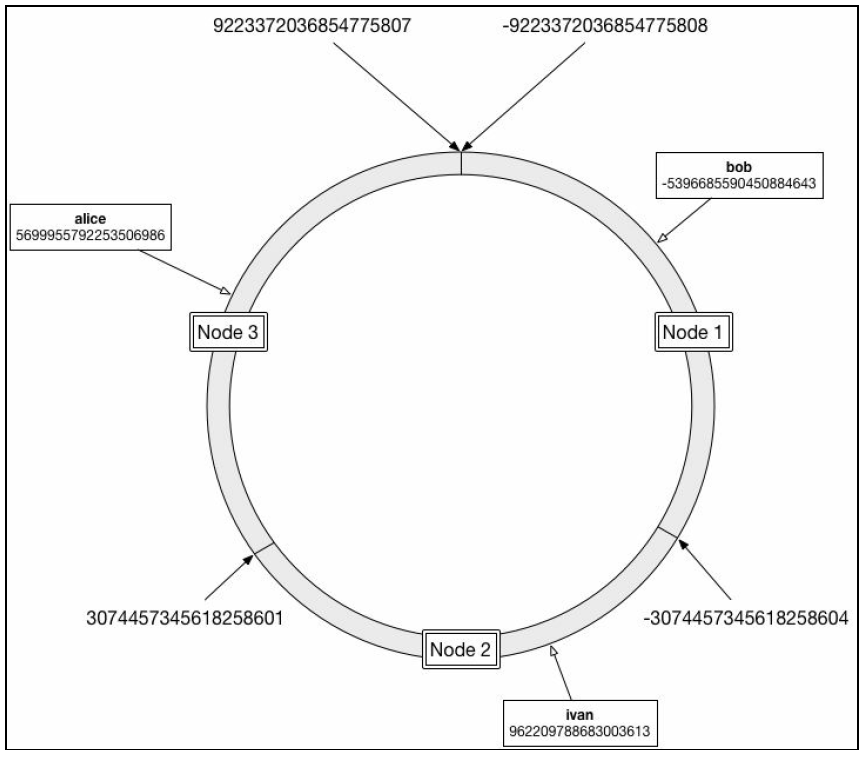 9223372036854775807
-9223372036854775808
bob
-5396685590450884643
alice
5699955792253506986
Node 3
Node 1
3074457345618258601
-3074457345618258604
Node 2
ivan
962209788683003613